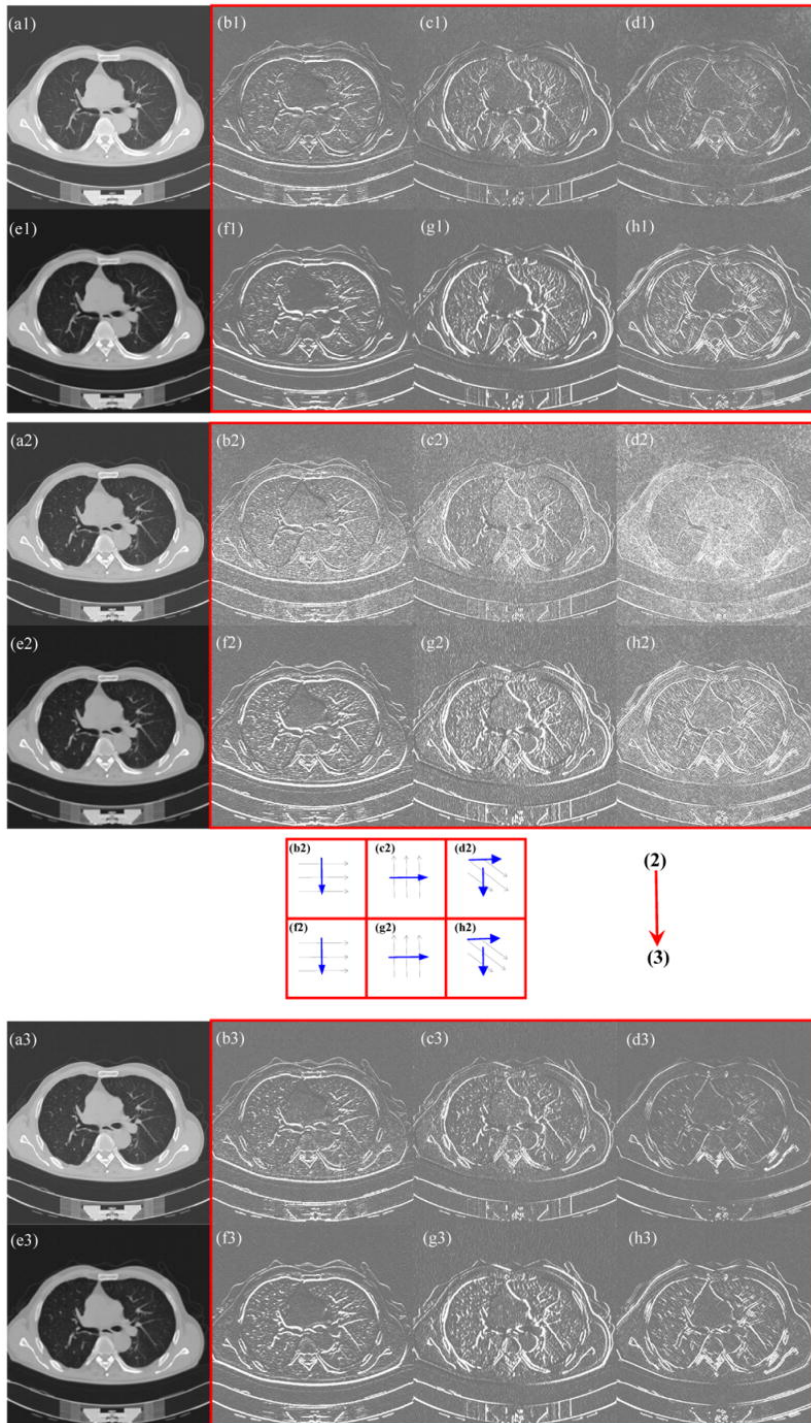 (a1) (b1) (c1) (d1)
(e1) (f1) (g1) (h1)
(a2) (b2) (c2) (d2)
(e2) (f2) (g2) (h2)
(b2) (c2) (d2)
(f2) (g2) (h2)
(2)
(3)
(a3) (b3) (c3) (d3)
(e3) (f3) (g3) (h3)